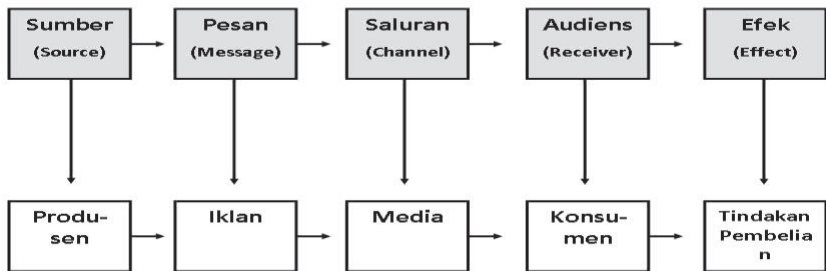 Sumber
(Source)
Pesan
(Message)
Saluran
(Channel)
Audiens
(Receiver)
Efek
(Effect)
Produ-
sen
Iklan
Media
Konsu-
men
Tindakan
Pembelia
n